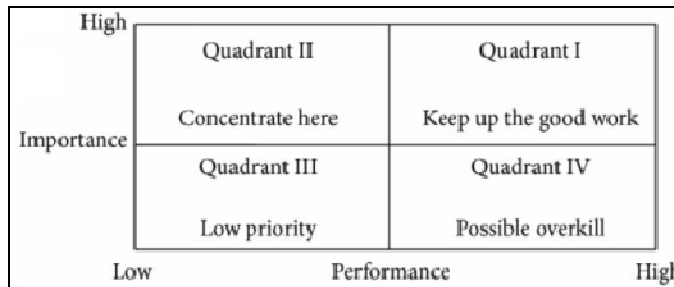 High
Quadrant II
Quadrant I
Concentrate here
Keep up the good work
Importance
Quadrant III
Quadrant IV
Low priority
Possible overkill
Low
Performance
High